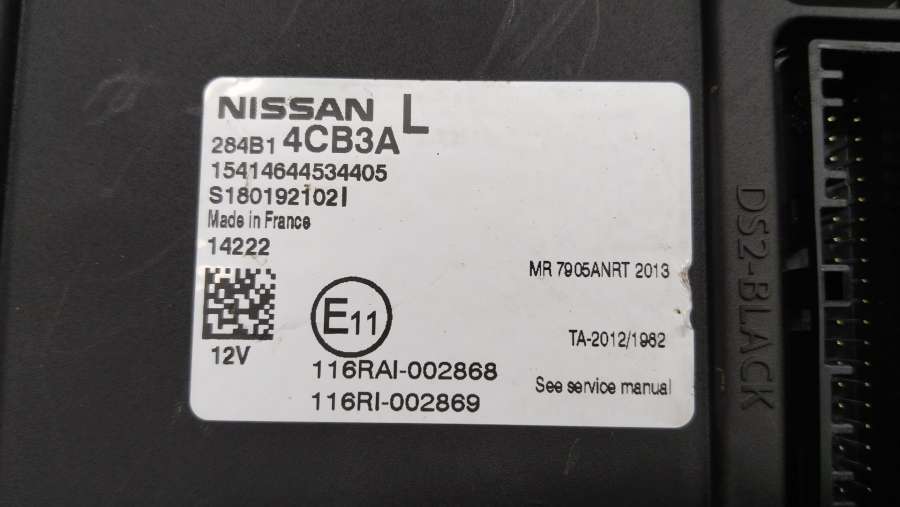 NISSAN L
284B1 4CB3A
15414644534405
S180192102I
Made in France
14222
12V
E11
116RAI-002868
116RI-002869
MR 7905ANRT 2013
TA-2012/1982
See service manual
DS2-BLACK